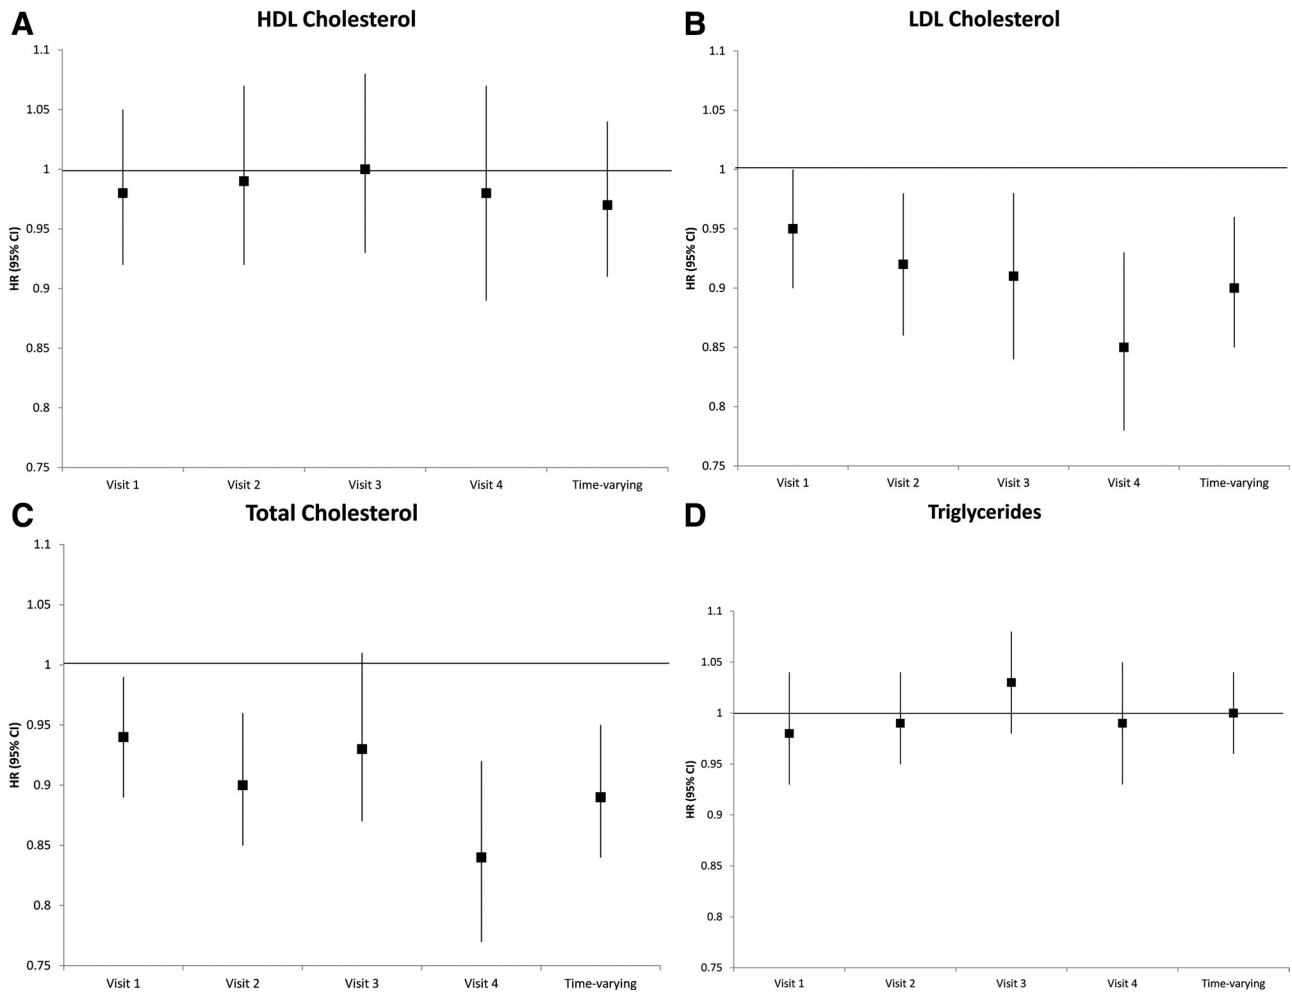 A
HDL Cholesterol
1.1
1.05
1
0.95
0.9
0.85
0.8
0.75
HR (95% CI)
Visit 1
Visit 2
Visit 3
Visit 4
Time-varying
B
LDL Cholesterol
1.1
1.05
1
0.95
0.9
0.85
0.8
0.75
HR (95% CI)
Visit 1
Visit 2
Visit 3
Visit 4
Time-varying
C
Total Cholesterol
1.1
1.05
1
0.95
0.9
0.85
0.8
0.75
HR (95% CI)
Visit 1
Visit 2
Visit 3
Visit 4
Time-varying
D
Triglycerides
1.1
1.05
1
0.95
0.9
0.85
0.8
0.75
HR (95% CI)
Visit 1
Visit 2
Visit 3
Visit 4
Time-varying